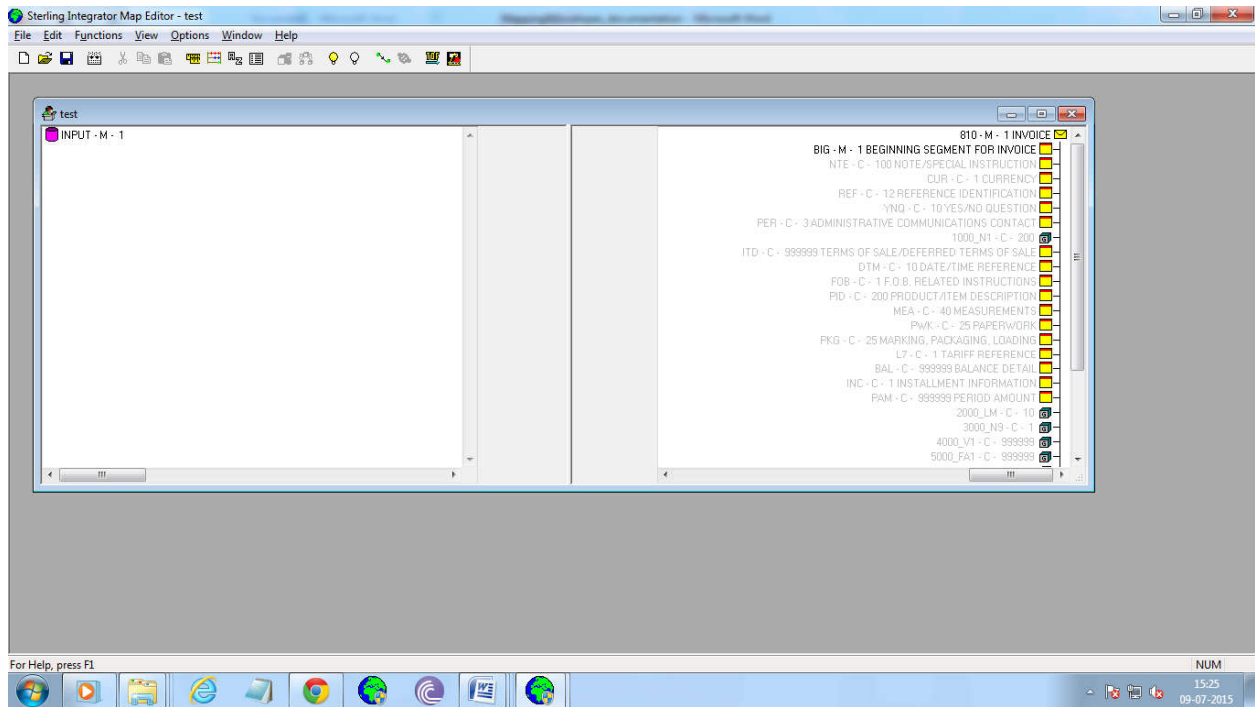 Sterling Integrator Map Editor - test
File Edit Functions View Options Window Help
test
INPUT - M - 1
810 - M - 1 INVOICE
BIG - M - 1 BEGINNING SEGMENT FOR INVOICE
NTE - C - 100 NOTE/SPECIAL INSTRUCTION
CUR - C - 1 CURRENCY
REF - C - 12 REFERENCE IDENTIFICATION
YNQ - C - 10 YES/NO QUESTION
PER - C - 3 ADMINISTRATIVE COMMUNICATIONS CONTACT
1000_N1 - C - 200
ITD - C - 999999 TERMS OF SALE/DEFERRED TERMS OF SALE
DTM - C - 10 DATE/TIME REFERENCE
FOB - C - 1 F.O.B. RELATED INSTRUCTIONS
PID - C - 200 PRODUCT/ITEM DESCRIPTION
MEA - C - 40 MEASUREMENTS
PWK - C - 25 PAPERWORK
PKG - C - 25 MARKING, PACKAGING, LOADING
L7 - C - 1 TARIFF REFERENCE
BAL - C - 999999 BALANCE DETAIL
INC - C - 1 INSTALLMENT INFORMATION
PAM - C - 999999 PERIOD AMOUNT
2000_LM - C - 10
3000_N9 - C - 1
4000_V1 - C - 999999
5000_FA1 - C - 999999
For Help, press F1
NUM
15:25
09-07-2015